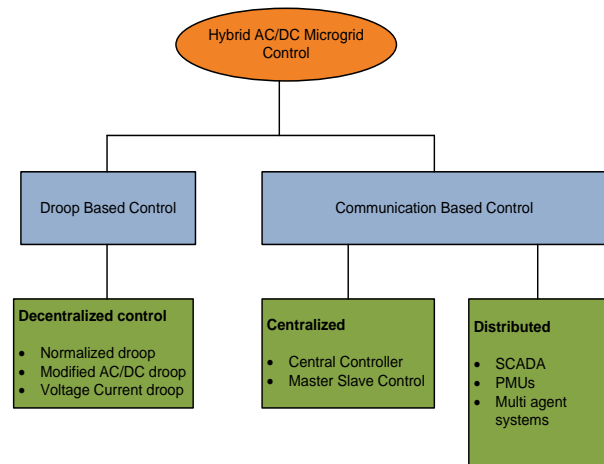 Hybrid AC/DC Microgrid
Control
Droop Based Control
Communication Based Control
Decentralized control
• Normalized droop
• Modified AC/DC droop
• Voltage Current droop
Centralized
• Central Controller
• Master Slave Control
Distributed
• SCADA
• PMUs
• Multi agent
systems